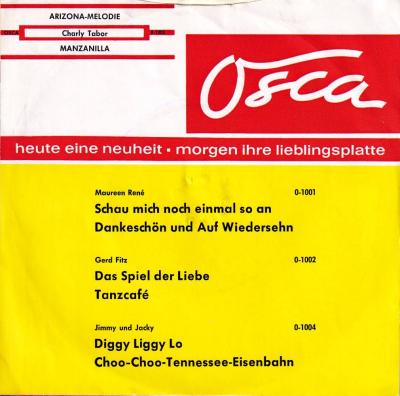 ARIZONA-MELODIE
OSCA
Charly Tabor
MANZANILLA
Osca
heute eine neuheit • morgen ihre lieblingsplatte
Maureen René 0-1001
Schau mich noch einmal so an
Dankeschön und Auf Wiedersehn
Gerd Fitz 0-1002
Das Spiel der Liebe
Tanzcafé
Jimmy und Jacky 0-1004
Diggy Liggy Lo
Choo-Choo-Tennessee-Eisenbahn